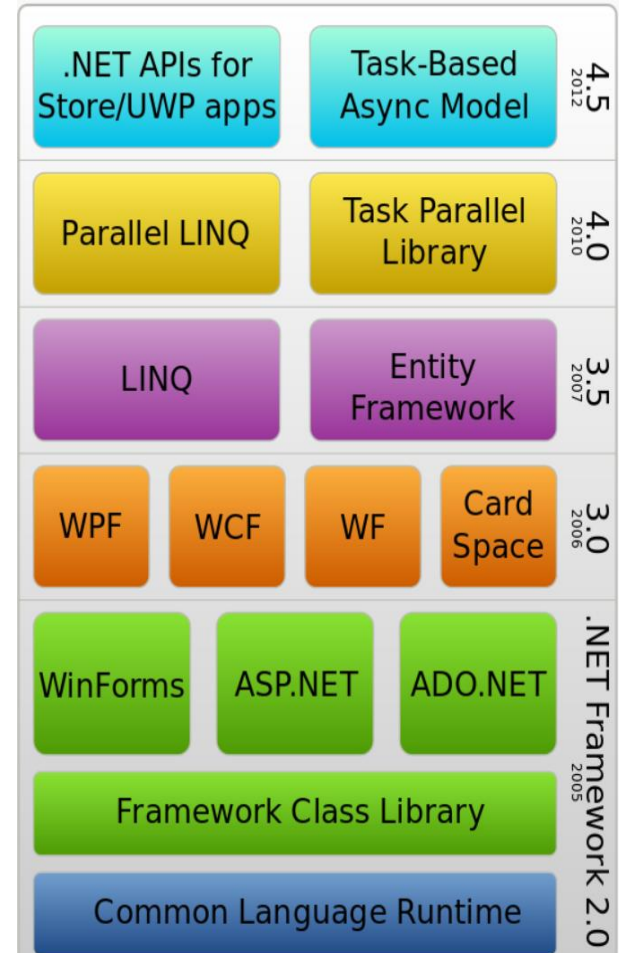 .NET APIs for
Store/UWP apps
Task-Based
Async Model
4.5
2012
Parallel LINQ
Task Parallel
Library
4.0
2010
LINQ
Entity
Framework
3.5
2007
WPF
WCF
WF
Card
Space
3.0
2006
WinForms
ASP.NET
ADO.NET
Framework Class Library
Common Language Runtime
.NET Framework 2.0
2005